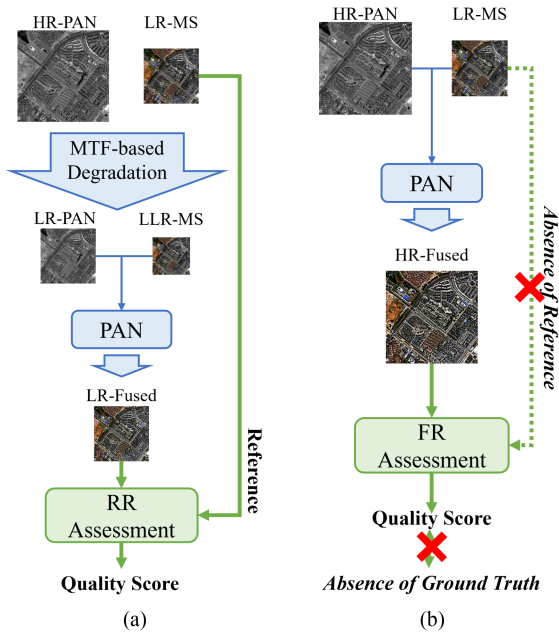 HR-PAN
LR-MS
MTF-based
Degradation
LR-PAN
LLR-MS
PAN
LR-Fused
Reference
RR
Assessment
Quality Score
(a)
HR-PAN
LR-MS
PAN
HR-Fused
Absence of Reference
FR
Assessment
Quality Score
Absence of Ground Truth
(b)